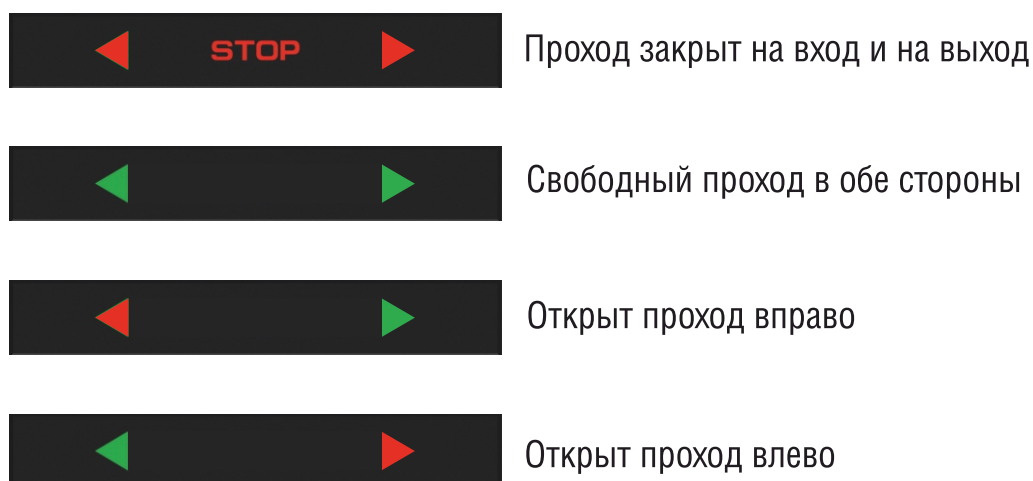 STOP Проход закрыт на вход и на выход
Свободный проход в обе стороны
Открыт проход вправо
Открыт проход влево